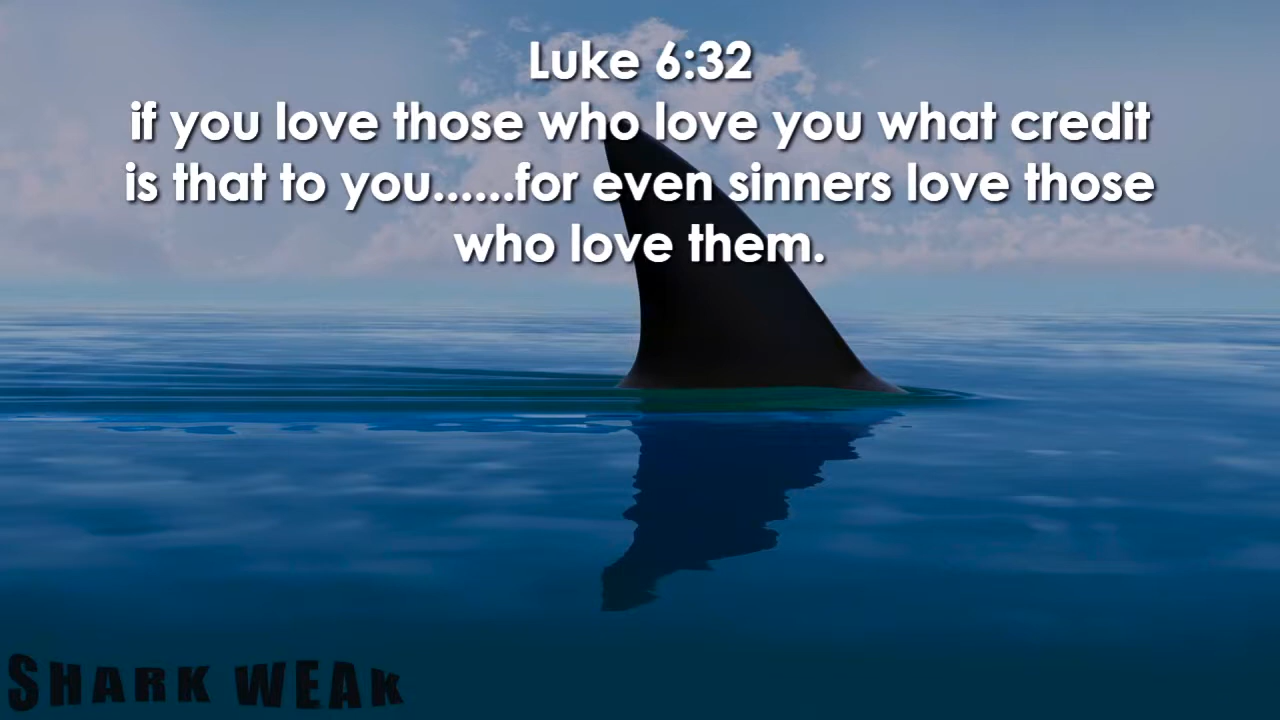 Luke 6:32
if you love those who love you what credit
is that to you......for even sinners love those
who love them.
SHARK WEAK